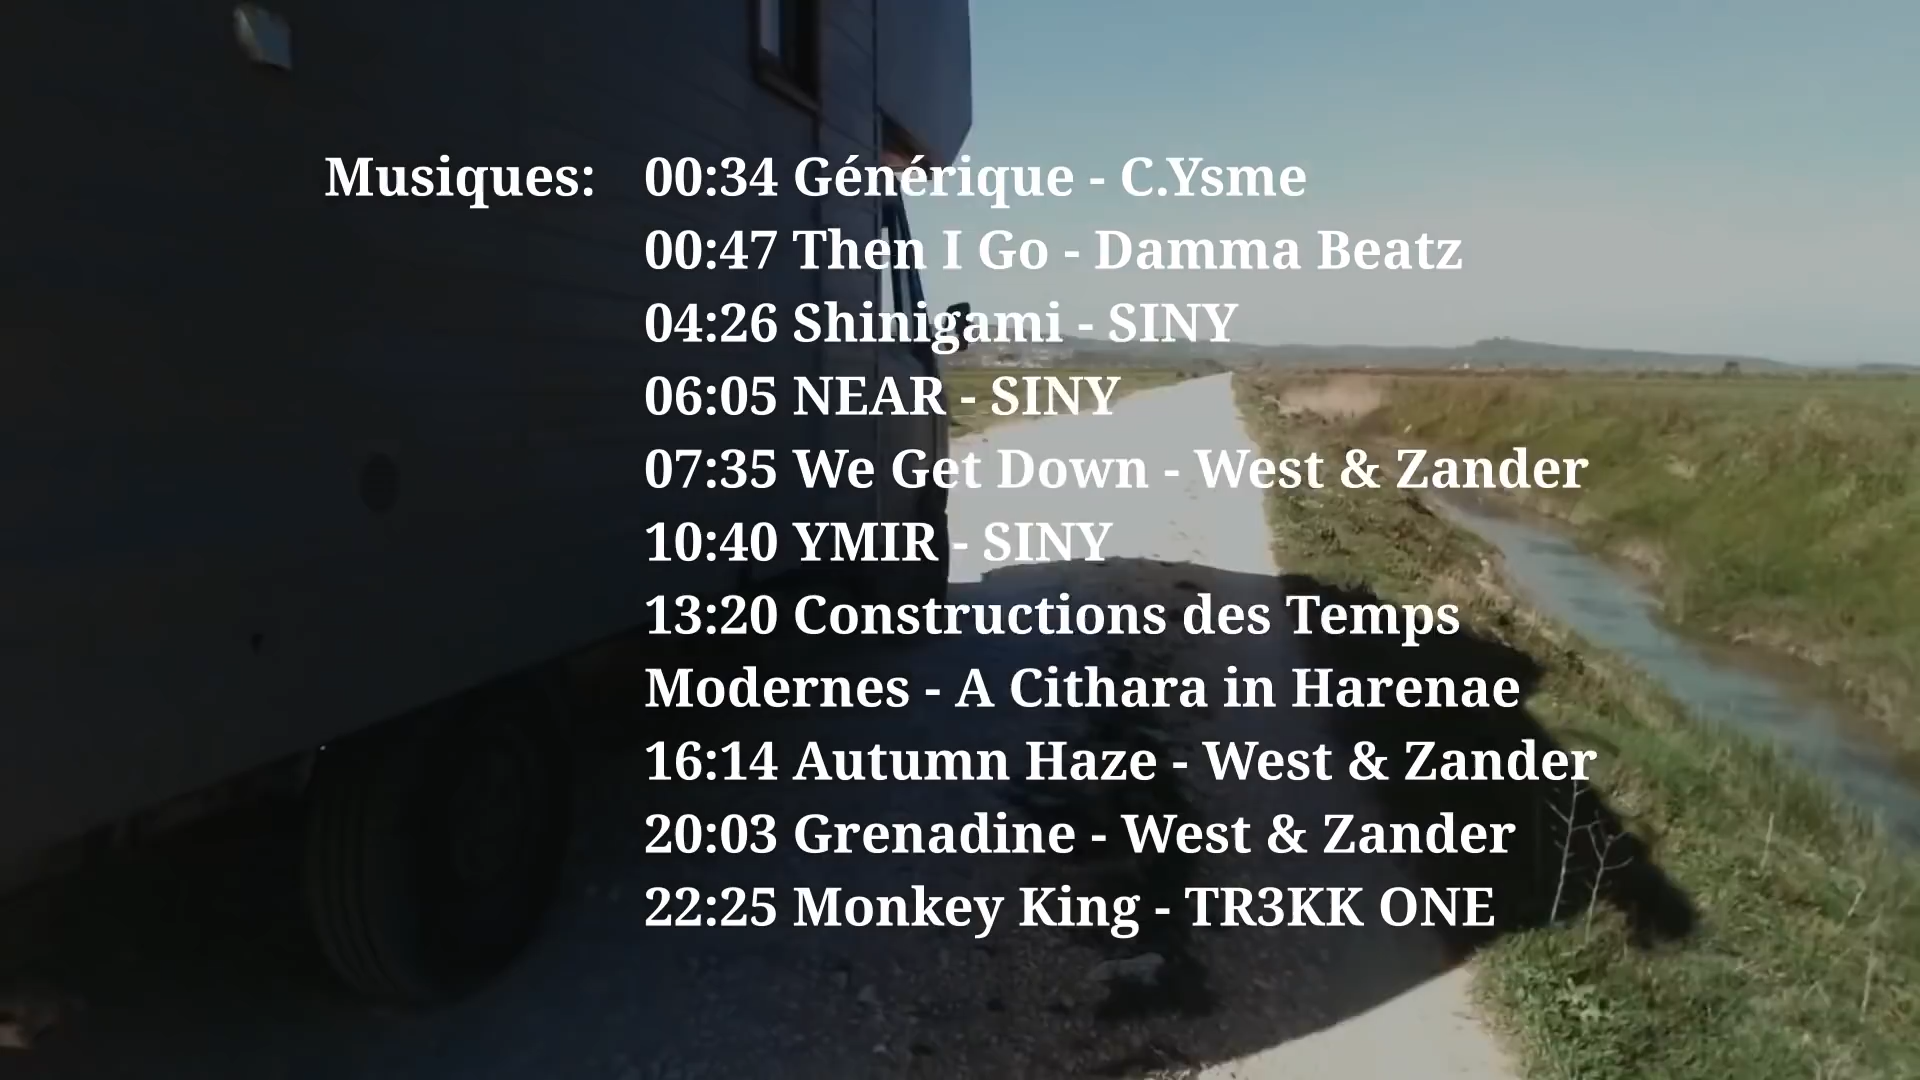 Musiques: 00:34 Générique - C.Ysme
00:47 Then I Go - Damma Beatz
04:26 Shinigami - SINY
06:05 NEAR - SINY
07:35 We Get Down - West & Zander
10:40 YMIR - SINY
13:20 Constructions des Temps
Modernes - A Cithara in Harenae
16:14 Autumn Haze - West & Zander
20:03 Grenadine - West & Zander
22:25 Monkey King - TR3KK ONE